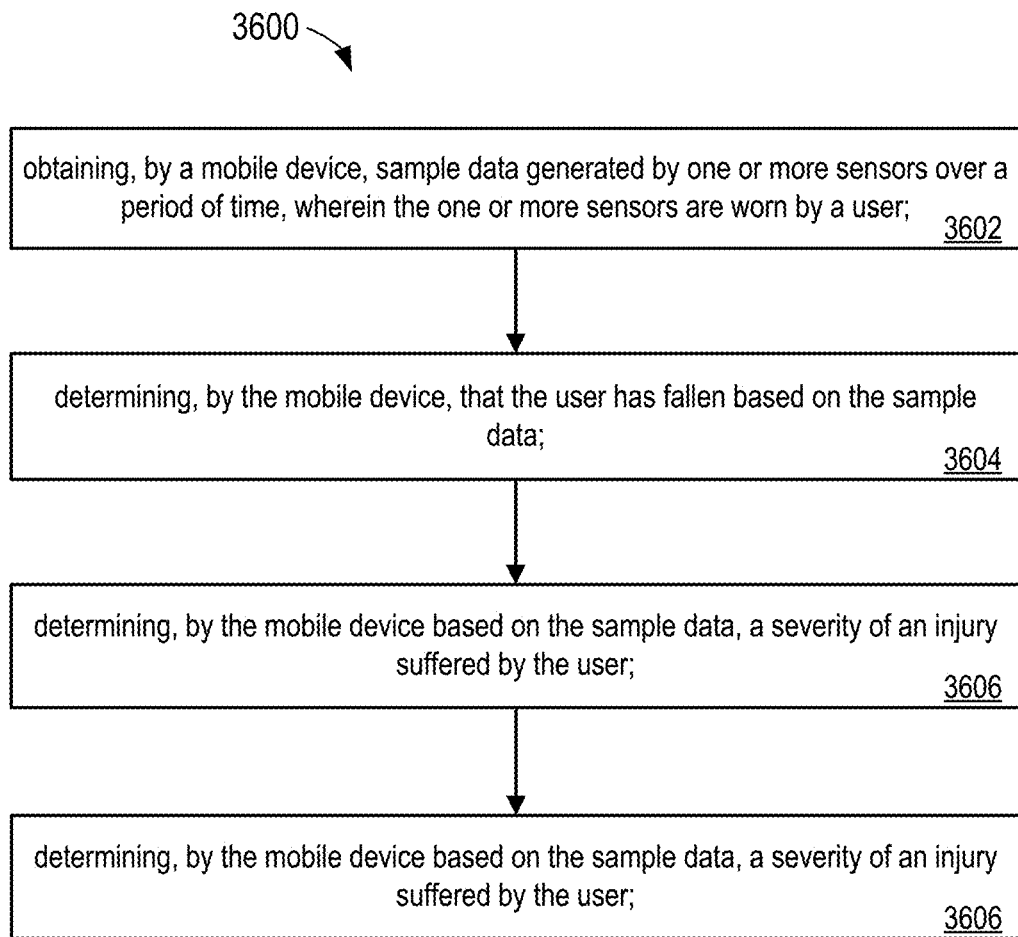 3600
obtaining, by a mobile device, sample data generated by one or more sensors over a
period of time, wherein the one or more sensors are worn by a user;
3602
determining, by the mobile device, that the user has fallen based on the sample
data;
3604
determining, by the mobile device based on the sample data, a severity of an injury
suffered by the user;
3606
determining, by the mobile device based on the sample data, a severity of an injury
suffered by the user;
3606